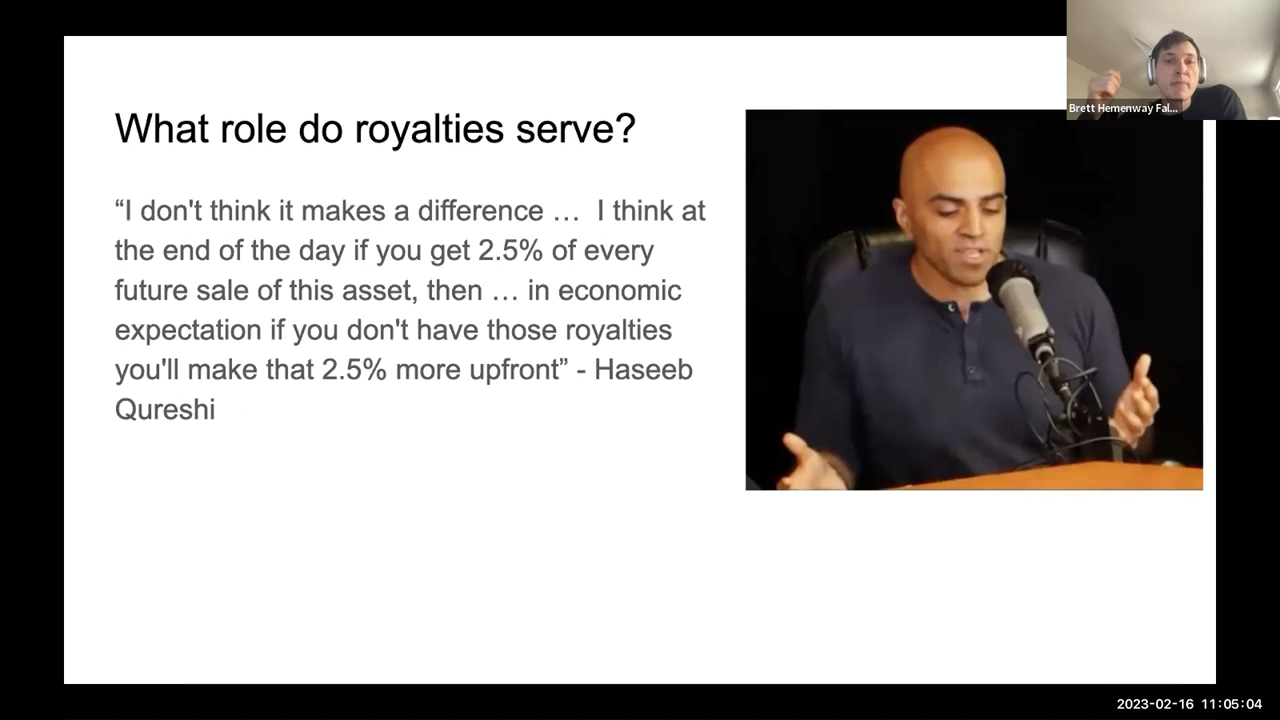 What role do royalties serve?
“I don't think it makes a difference …  I think at
the end of the day if you get 2.5% of every
future sale of this asset, then … in economic
expectation if you don't have those royalties
you'll make that 2.5% more upfront” - Haseeb
Qureshi
Brett Hemenway Fal...
2023-02-16 11:05:04